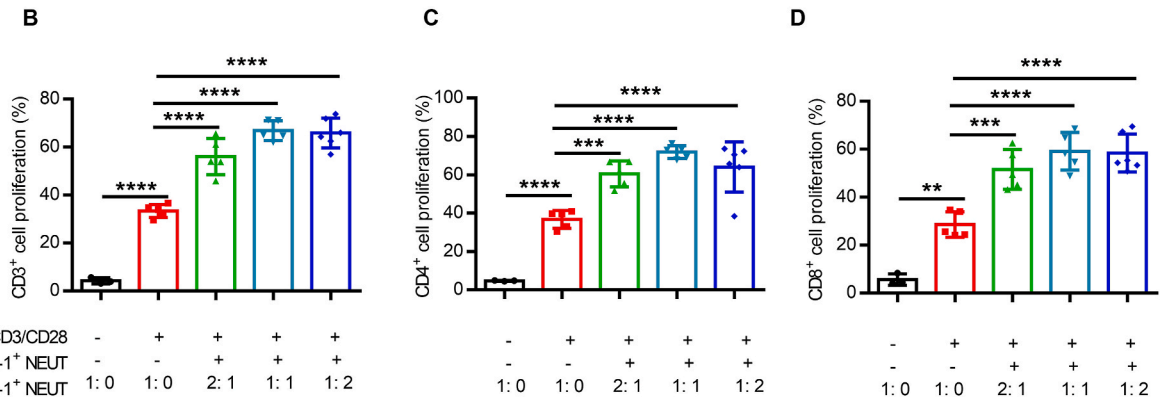 B
C
D
CD3+ cell proliferation (%)
80
60
40
20
0
****
****
****
****
CD4+ cell proliferation (%)
100
80
60
40
20
0
****
***
****
****
CD8+ cell proliferation (%)
80
60
40
20
0
**
***
****
****
D3/CD28 - + + + +
-1+ NEUT - - + + +
-1+ NEUT 1:0 1:0 2:1 1:1 1:2
- + + + +
- - + + +
1:0 1:0 2:1 1:1 1:2
- + + + +
- - + + +
1:0 1:0 2:1 1:1 1:2